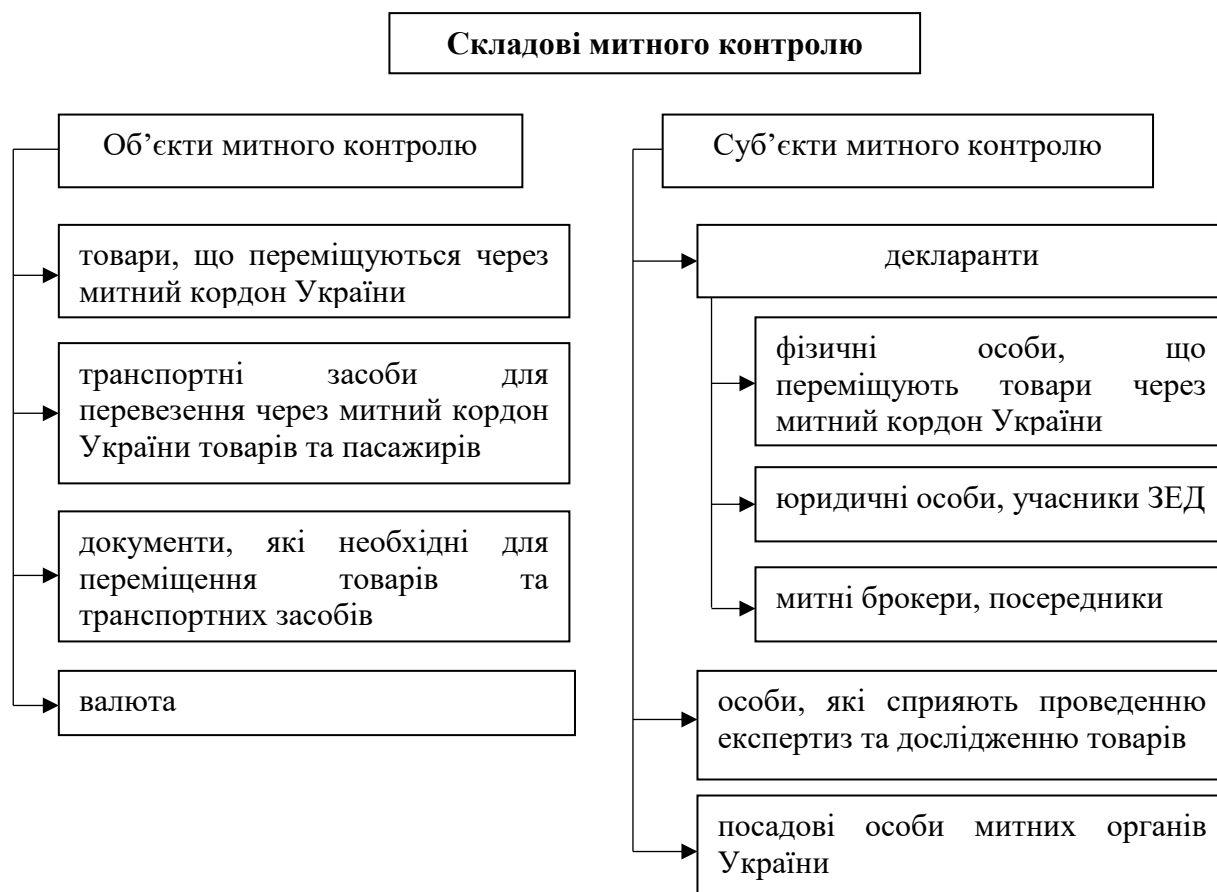 Складові митного контролю
Об’єкти митного контролю
товари, що переміщуються через
митний кордон України
транспортні засоби для
перевезення через митний кордон
України товарів та пасажирів
документи, які необхідні для
переміщення товарів та
транспортних засобів
валюта
Суб’єкти митного контролю
декларанти
фізичні особи, що
переміщують товари через
митний кордон України
юридичні особи, учасники ЗЕД
митні брокери, посередники
особи, які сприяють проведенню
експертиз та дослідженню товарів
посадові особи митних органів
України